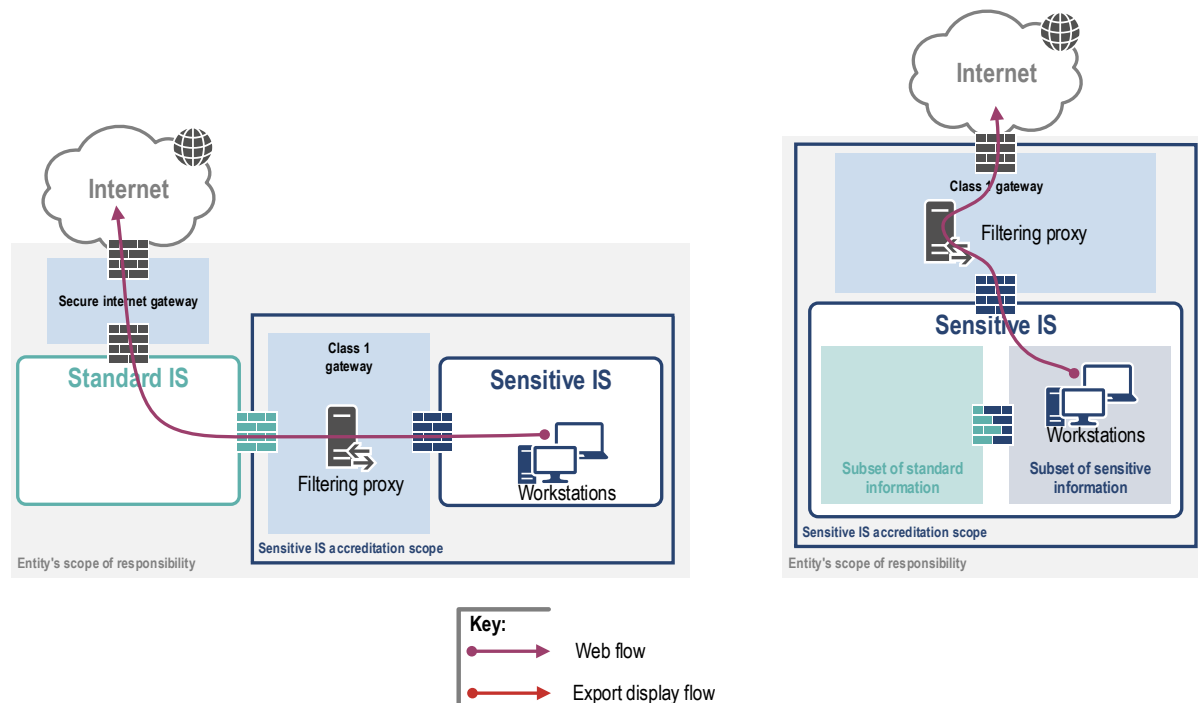 Internet
Secure internet gateway
Standard IS
Class 1
gateway
Filtering proxy
Sensitive IS
Workstations
Sensitive IS accreditation scope
Entity's scope of responsibility
Internet
Class 1 gateway
Filtering proxy
Sensitive IS
Workstations
Subset of standard
information
Subset of sensitive
information
Sensitive IS accreditation scope
Entity's scope of responsibility
Key:
Web flow
Export display flow